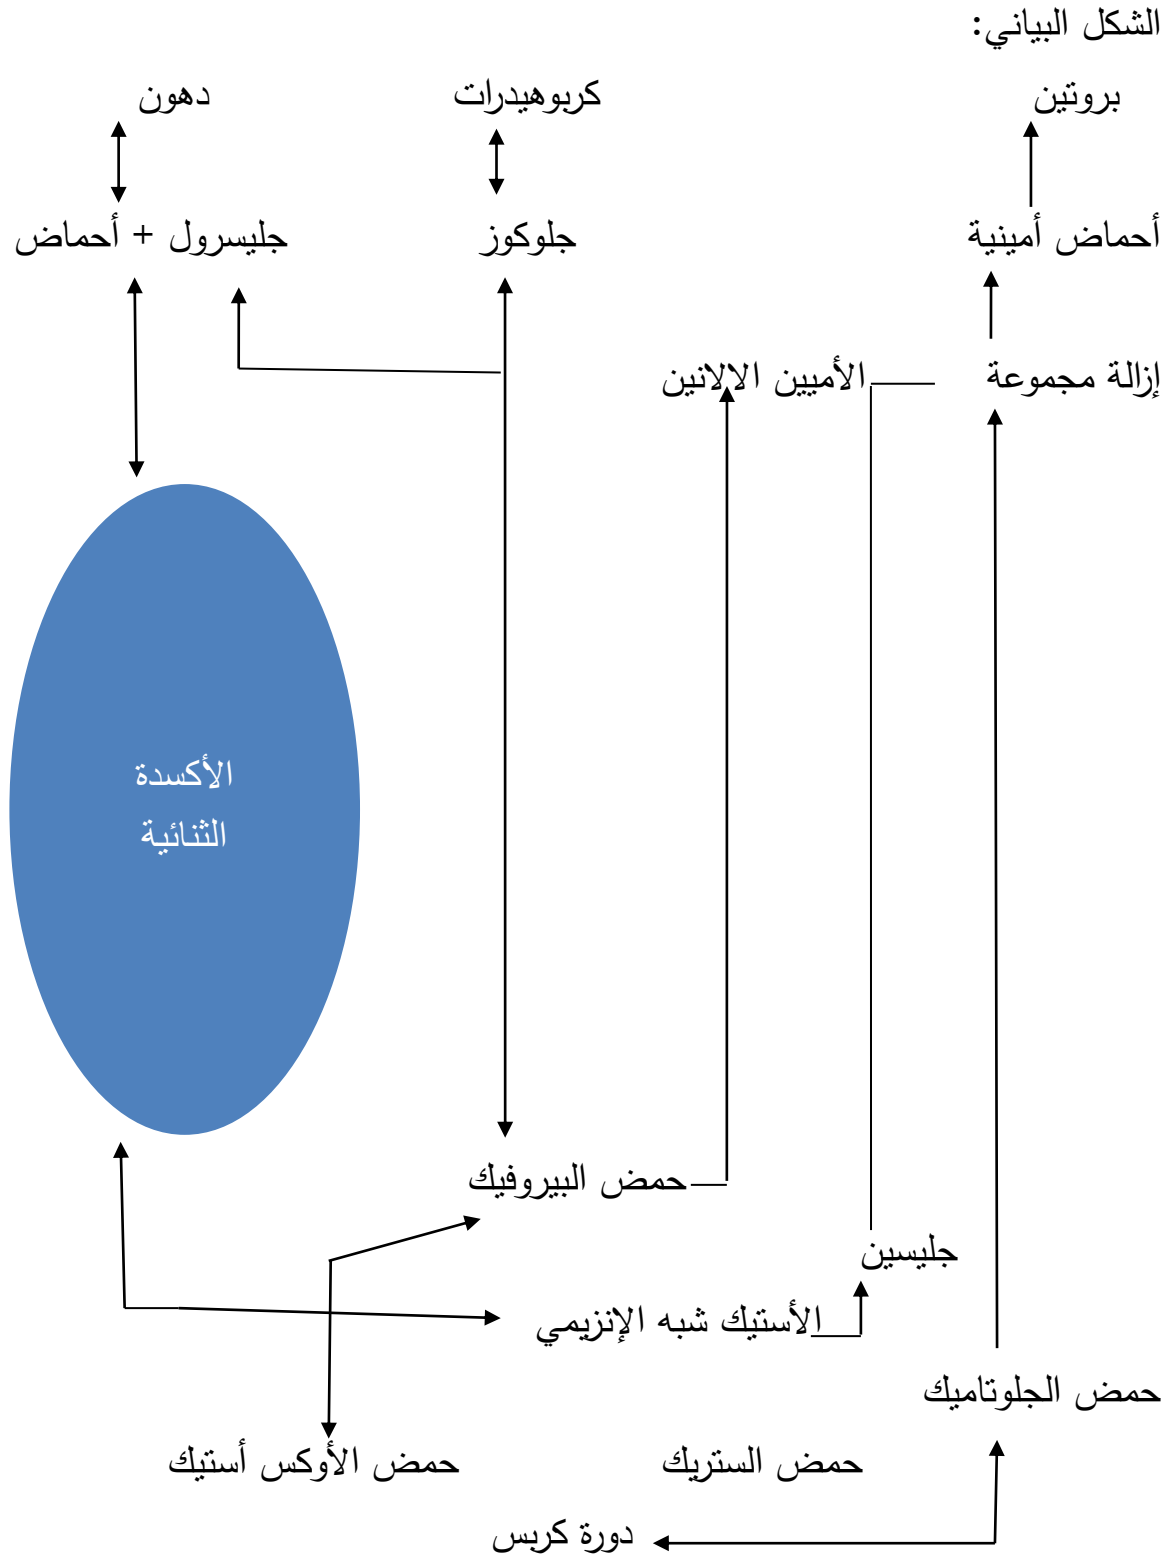 الشكل البياني:
بروتين كربوهيدرات دهون
أحماض أمينية جلوكوز جليسرول + أحماض
إزالة مجموعة الأميين الالانين
الأكسدة
الثنائية
حمض البيروفيك
جليسين
الأستيك شبه الإنزيمي
حمض الجلوتاميك
حمض الستريك حمض الأوكس أستيك
دورة كربس